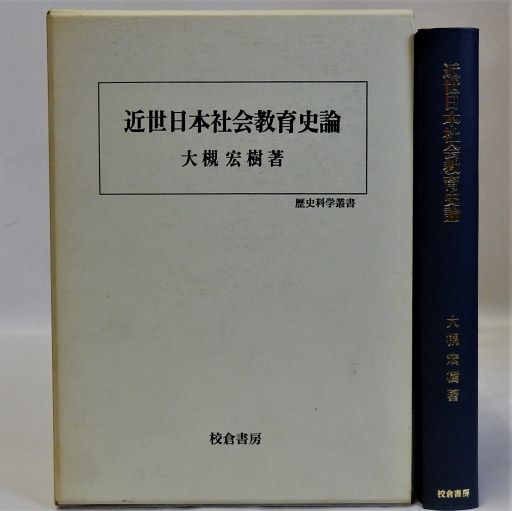 近世日本社会教育史論
大槻宏樹著
歴史科学叢書
校倉書房
近世日本社会教育史論
大槻宏樹著
校倉書房